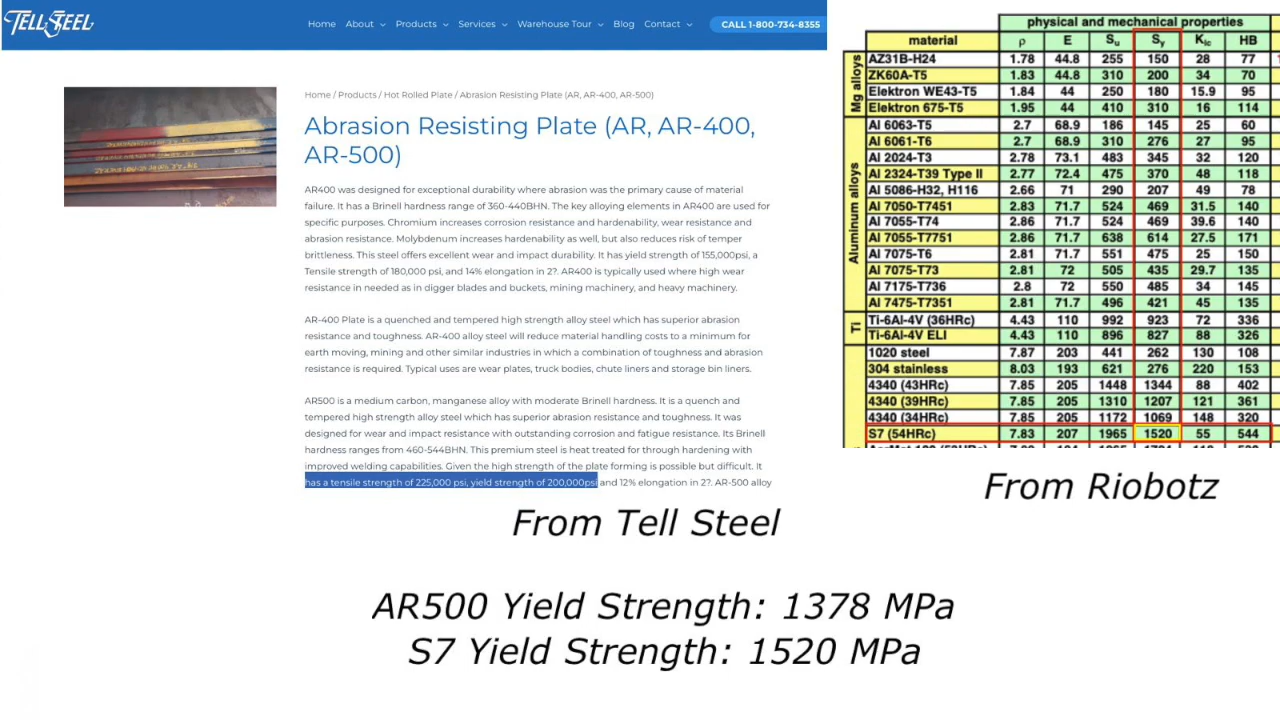 TELL STEEL
Home About Products Services Warehouse Tour Blog Contact CALL 1-800-734-8355
Home / Products / Hot Rolled Plate / Abrasion Resisting Plate (AR, AR-400, AR-500)
Abrasion Resisting Plate (AR, AR-400,
AR-500)
AR400 was designed for exceptional durability where abrasion was the primary cause of material
failure. It has a Brinell hardness range of 360-440BHN. The key alloying elements in AR400 are used for
specific purposes. Chromium increases corrosion resistance and hardenability, wear resistance and
abrasion resistance. Molybdenum increases hardenability as well, but also reduces risk of temper
brittleness. This steel offers excellent wear and impact durability. It has yield strength of 155,000psi, a
Tensile strength of 180,000 psi, and 14% elongation in 2?. AR400 is typically used where high wear
resistance in needed as in digger blades and buckets, mining machinery, and heavy machinery.
AR-400 Plate is a quenched and tempered high strength alloy steel which has superior abrasion
resistance and toughness. AR-400 alloy steel will reduce material handling costs to a minimum for
earth moving, mining and other similar industries in which a combination of toughness and abrasion
resistance is required. Typical uses are wear plates, truck bodies, chute liners and storage bin liners.
AR500 is a medium carbon, manganese alloy with moderate Brinell hardness. It is a quench and
tempered high strength alloy steel which has superior abrasion resistance and toughness. It was
designed for wear and impact resistance with outstanding corrosion and fatigue resistance. Its Brinell
hardness ranges from 460-544BHN. This premium steel is heat treated for through hardening with
improved welding capabilities. Given the high strength of the plate forming is possible but difficult. It
has a tensile strength of 225,000 psi, yield strength of 200,000psi and 12% elongation in 2?. AR-500 alloy
From Tell Steel
physical and mechanical properties
material ρ E Su Sy KIc HB
Mg alloys
AZ31B-H24 1.78 44.8 255 150 28 77
ZK60A-T5 1.83 44.8 310 200 34 70
Elektron WE43-T5 1.84 44 250 180 15.9 95
Elektron 675-T5 1.95 44 410 310 16 114
Aluminum alloys
Al 6063-T5 2.7 68.9 186 145 25 60
Al 6061-T6 2.7 68.9 310 276 27 95
Al 2024-T3 2.78 73.1 483 345 32 120
Al 2324-T39 Type II 2.77 72.4 475 370 48 118
Al 5086-H32, H116 2.66 71 290 207 49 78
Al 7050-T7451 2.83 71.7 524 469 31.5 140
Al 7055-T74 2.86 71.7 524 469 39.6 140
Al 7055-T7751 2.86 71.7 638 614 27.5 171
Al 7075-T6 2.81 71.7 551 475 25 150
Al 7075-T73 2.81 72 505 435 29.7 135
Al 7175-T736 2.8 72 550 485 34 145
Al 7475-T7351 2.81 71.7 496 421 45 135
Ti
Ti-6Al-4V (36HRc) 4.43 110 992 923 72 336
Ti-6Al-4V ELI 4.43 110 896 827 88 326
1020 steel 7.87 203 441 262 130 108
304 stainless 8.03 193 621 276 220 153
4340 (43HRc) 7.85 205 1448 1344 88 402
4340 (39HRc) 7.85 205 1310 1207 121 361
4340 (34HRc) 7.85 205 1172 1069 148 320
S7 (54HRc) 7.83 207 1965 1520 55 544
From Riobotz
AR500 Yield Strength: 1378 MPa
S7 Yield Strength: 1520 MPa